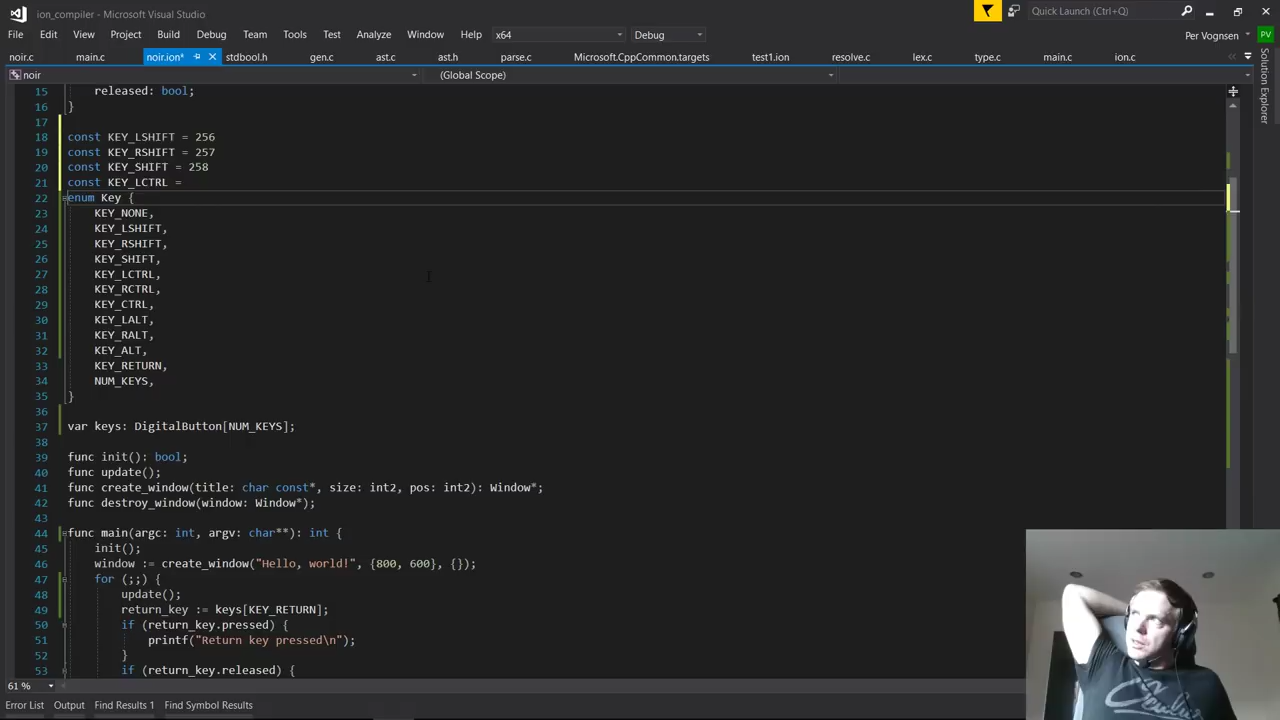 ion_compiler - Microsoft Visual Studio
Quick Launch (Ctrl+Q)
File Edit View Project Build Debug Team Tools Test Analyze Window Help x64 Debug
Per Vognsen PV
noir.c main.c noir.ion* stdbool.h gen.c ast.c ast.h parse.c Microsoft.CppCommon.targets test1.ion resolve.c lex.c type.c main.c ion.c
Solution Explorer
noir (Global Scope)
15 released: bool;
16 }
17
18 const KEY_LSHIFT = 256
19 const KEY_RSHIFT = 257
20 const KEY_SHIFT = 258
21 const KEY_LCTRL =
22 enum Key {
23 KEY_NONE,
24 KEY_LSHIFT,
25 KEY_RSHIFT,
26 KEY_SHIFT,
27 KEY_LCTRL,
28 KEY_RCTRL,
29 KEY_CTRL,
30 KEY_LALT,
31 KEY_RALT,
32 KEY_ALT,
33 KEY_RETURN,
34 NUM_KEYS,
35 }
36
37 var keys: DigitalButton[NUM_KEYS];
38
39 func init(): bool;
40 func update();
41 func create_window(title: char const*, size: int2, pos: int2): Window*;
42 func destroy_window(window: Window*);
43
44 func main(argc: int, argv: char**): int {
45 init();
46 window := create_window("Hello, world!", {800, 600}, {});
47 for (;;) {
48 update();
49 return_key := keys[KEY_RETURN];
50 if (return_key.pressed) {
51 printf("Return key pressed\n");
52 }
53 if (return_key.released) {
61 %
Error List Output Find Results 1 Find Symbol Results